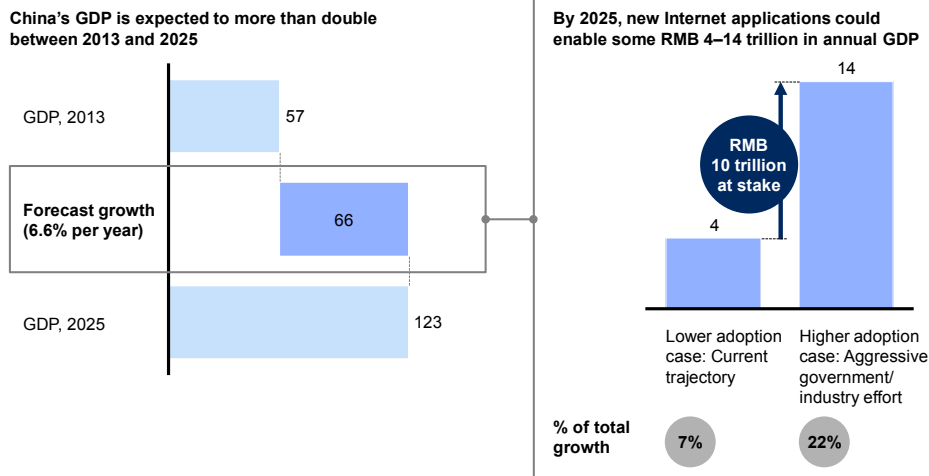 China's GDP is expected to more than double
between 2013 and 2025
GDP, 2013
57
Forecast growth
(6.6% per year)
66
GDP, 2025
123
By 2025, new Internet applications could
enable some RMB 4–14 trillion in annual GDP
14
RMB
10 trillion
at stake
4
Lower adoption
case: Current
trajectory
Higher adoption
case: Aggressive
government/
industry effort
% of total
growth
7%
22%